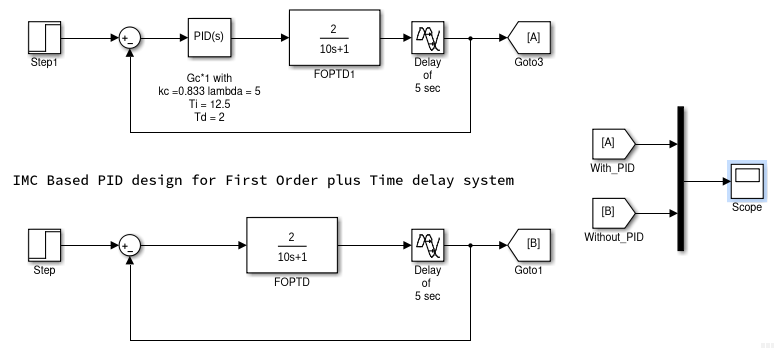 Step1
PID(s)
Gc*1 with
kc =0.833 lambda = 5
Ti = 12.5
Td = 2
2
10s+1
FOPTD1
Delay
of
5 sec
[A]
Goto3
[A]
With_PID
[B]
Without_PID
Scope
IMC Based PID design for First Order plus Time delay system
Step
2
10s+1
FOPTD
Delay
of
5 sec
[B]
Goto1